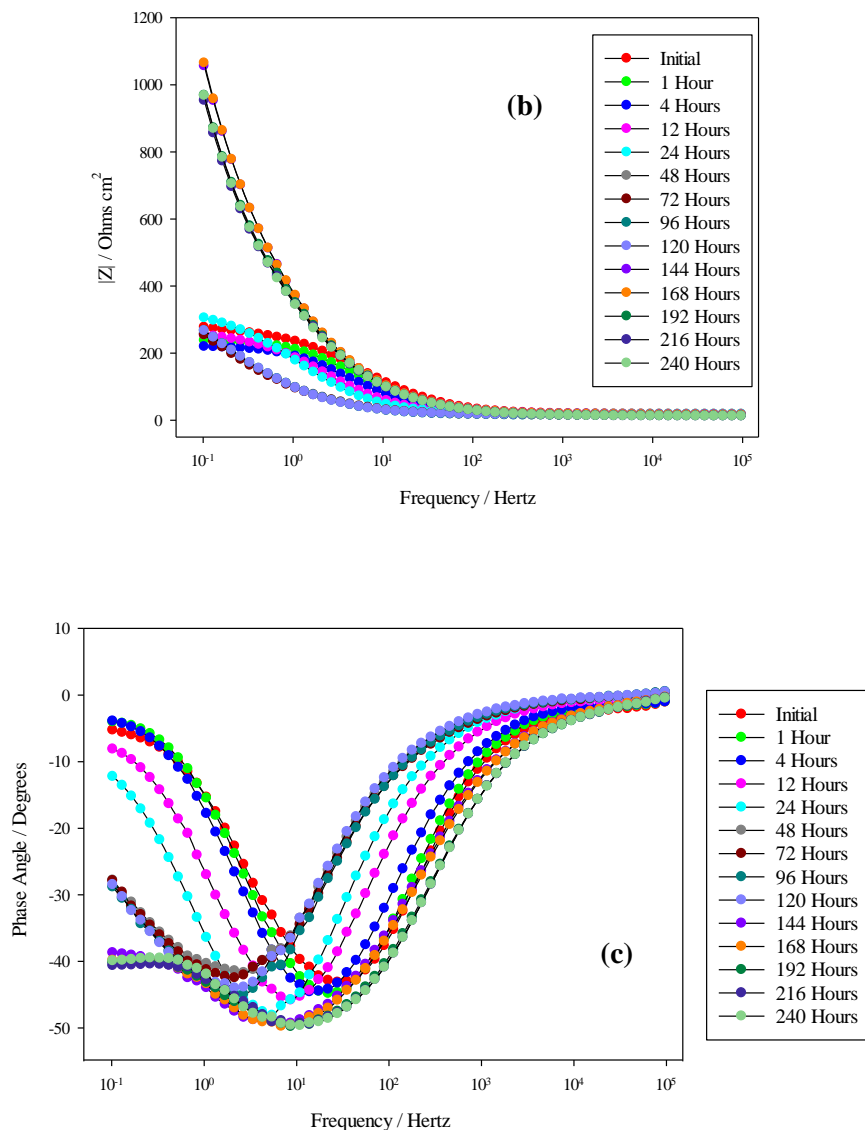 1200
1000
800
600
400
200
0
|Z| / Ohms cm²
(b)
Initial
1 Hour
4 Hours
12 Hours
24 Hours
48 Hours
72 Hours
96 Hours
120 Hours
144 Hours
168 Hours
192 Hours
216 Hours
240 Hours
10⁻¹ 10⁰ 10¹ 10² 10³ 10⁴ 10⁵
Frequency / Hertz
10
0
-10
-20
-30
-40
-50
Phase Angle / Degrees
(c)
Initial
1 Hour
4 Hours
12 Hours
24 Hours
48 Hours
72 Hours
96 Hours
120 Hours
144 Hours
168 Hours
192 Hours
216 Hours
240 Hours
10⁻¹ 10⁰ 10¹ 10² 10³ 10⁴ 10⁵
Frequency / Hertz